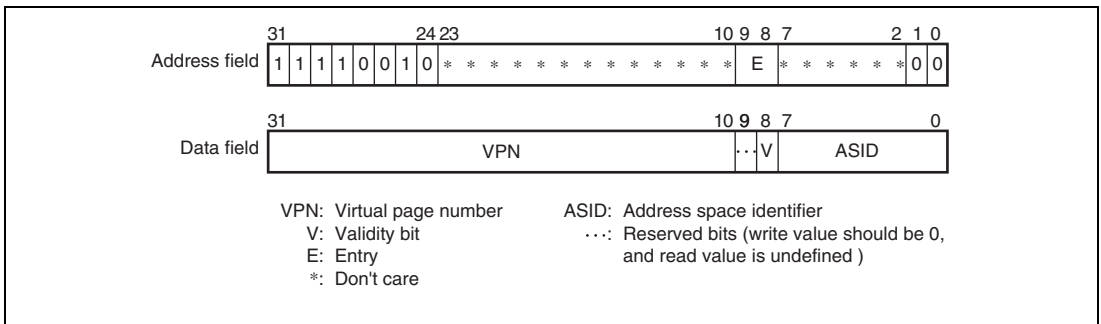 31 24 23 10 9 8 7 2 1 0
Address field 1 1 1 1 0 0 1 0 * * * * * * * * * * * * * * E * * * * * * 0 0
31 10 9 8 7 0
Data field VPN ··· V ASID
VPN: Virtual page number
V: Validity bit
E: Entry
*: Don't care
ASID: Address space identifier
···: Reserved bits (write value should be 0,
and read value is undefined )